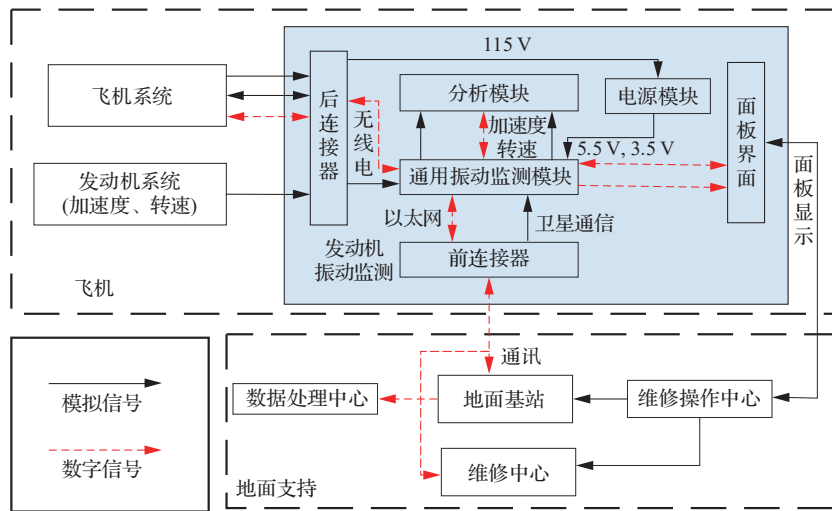 115 V
飞机系统
后连接器
无线电
分析模块
电源模块
面板界面
加速度
转速
5.5 V, 3.5 V
发动机系统
(加速度、转速)
通用振动监测模块
面板显示
以太网
卫星通信
发动机
振动监测
前连接器
飞机
通讯
模拟信号
数据处理中心
地面基站
维修操作中心
数字信号
维修中心
地面支持